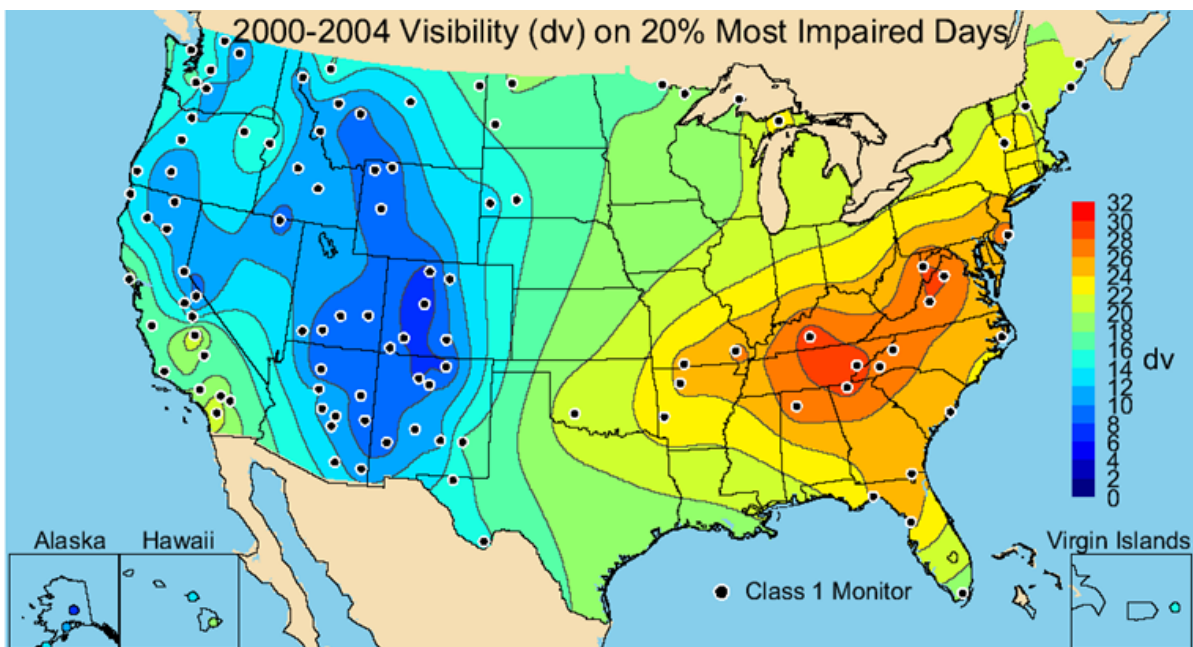 2000-2004 Visibility (dv) on 20% Most Impaired Days
32
30
28
26
24
22
20
18
16
14
12
10
8
6
4
2
0
dv
Alaska
Hawaii
Virgin Islands
Class 1 Monitor